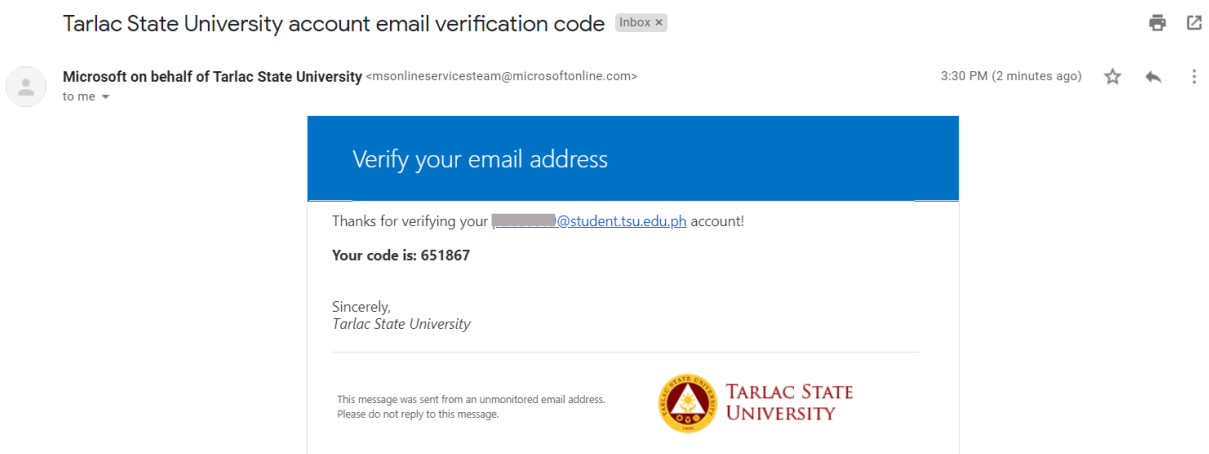 Tarlac State University account email verification code Inbox ×
Microsoft on behalf of Tarlac State University <msonlineservicesteam@microsoftonline.com> 3:30 PM (2 minutes ago)
to me
Verify your email address
Thanks for verifying your @student.tsu.edu.ph account!
Your code is: 651867
Sincerely,
Tarlac State University
This message was sent from an unmonitored email address.
Please do not reply to this message.
TARLAC STATE
UNIVERSITY